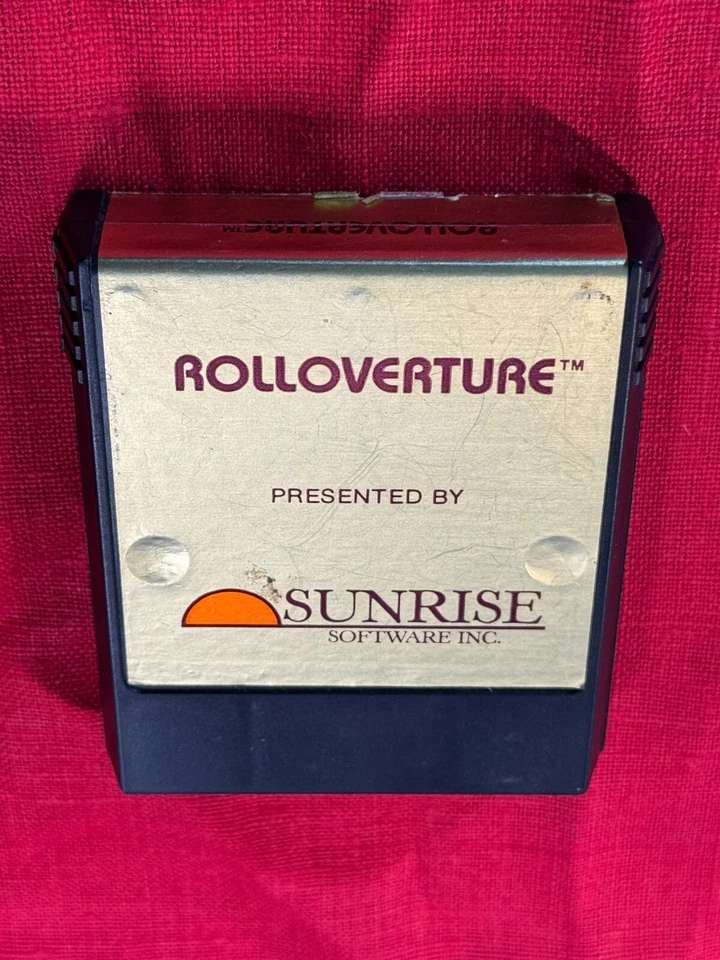 ROLLOVERTURE™
ROLLOVERTURE™
PRESENTED BY
SUNRISE
SOFTWARE INC.